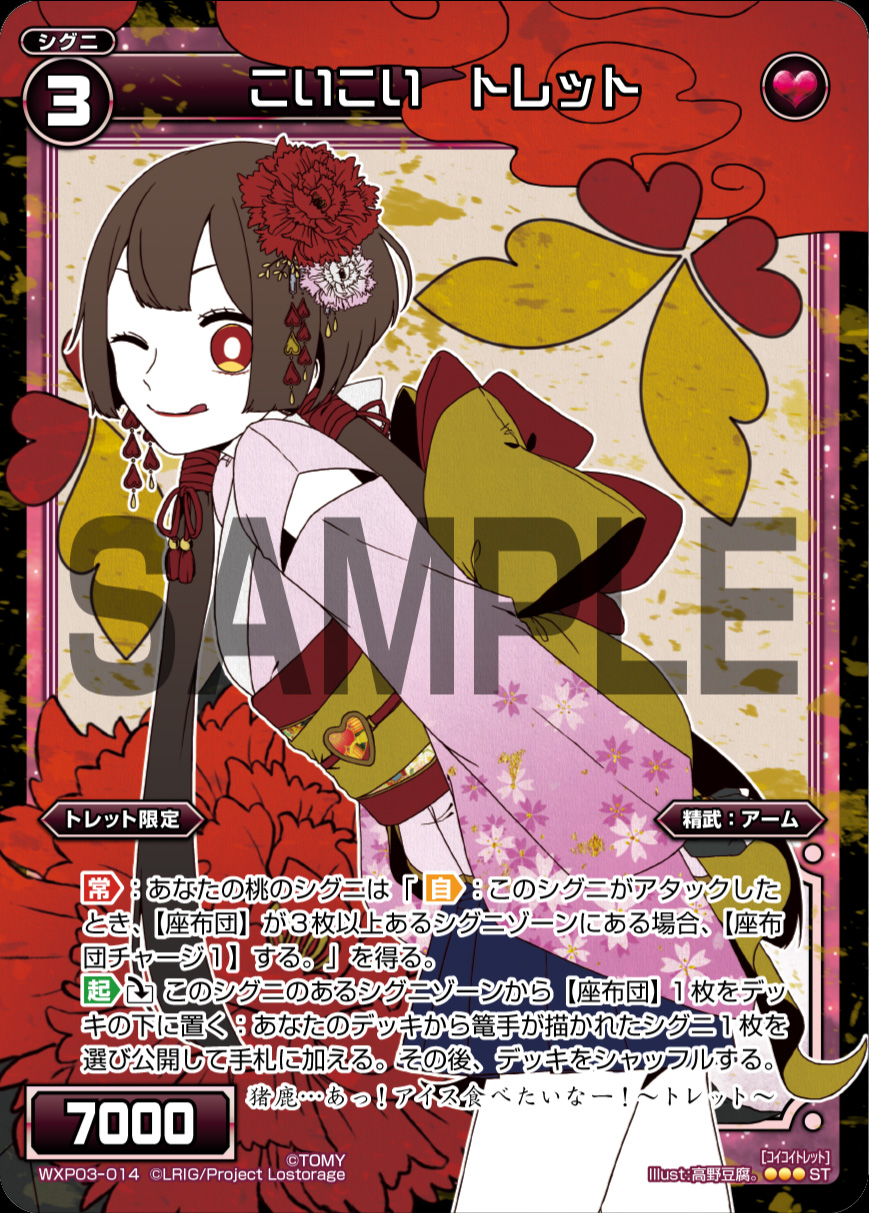 シグニ
3
こいこい　トレット
SAMPLE
トレット限定
精武：アーム
常：あなたの桃のシグニは「自：このシグニがアタックした
とき、【座布団】が３枚以上あるシグニゾーンにある場合、【座布
団チャージ１】する。」を得る。
起 このシグニのあるシグニゾーンから【座布団】１枚をデッ
キの下に置く：あなたのデッキから篭手が描かれたシグニ１枚を
選び公開して手札に加える。その後、デッキをシャッフルする。
猪鹿…あっ！アイス食べたいなー！～トレット～
7000
©TOMY
[コイコイトレット]
WXP03-014 ©LRIG/Project Lostorage
Illust:高野豆腐。 ST